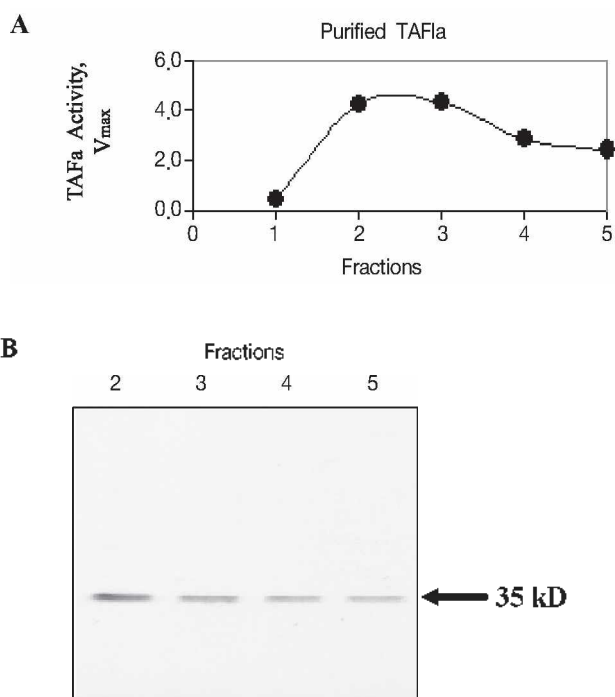 A
Purified TAFIa
TAFa Activity,
Vmax
6,0
4,0
2,0
0,0
0 1 2 3 4 5
Fractions
B
Fractions
2 3 4 5
35 kD